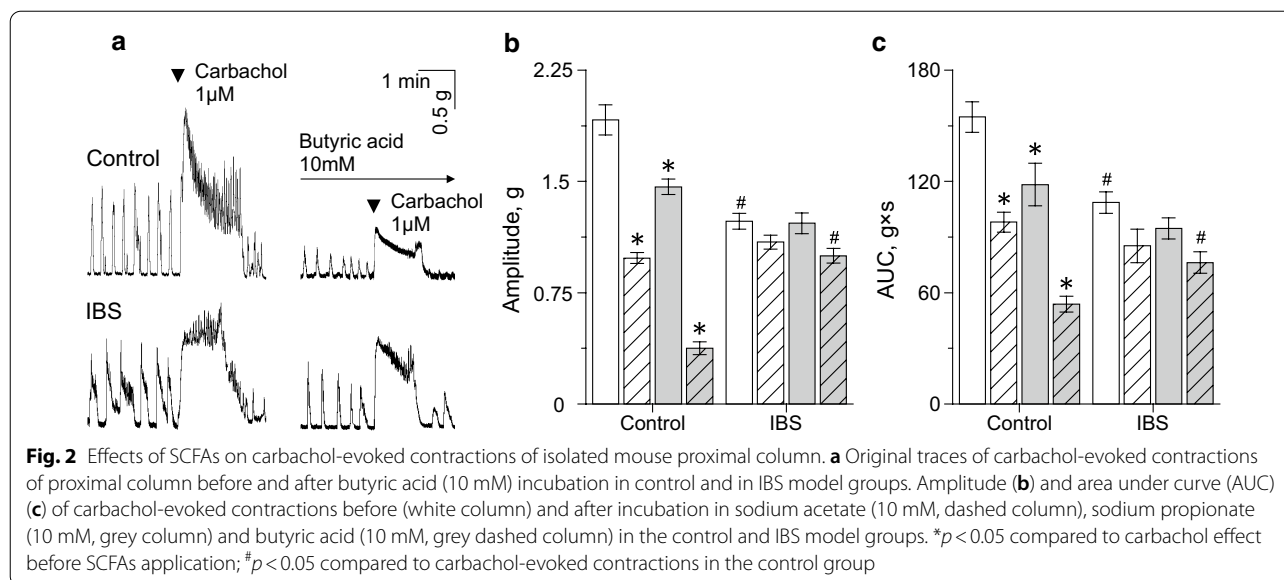 a
Carbachol
1µM
1 min
0.5 g
Control
Butyric acid
10mM
Carbachol
1µM
IBS
b
2.25
1.5
0.75
0
Amplitude, g
*
*
*
#
#
Control
IBS
c
180
120
60
0
AUC, g×s
*
*
*
#
#
Control
IBS
Fig. 2 Effects of SCFAs on carbachol-evoked contractions of isolated mouse proximal column. a Original traces of carbachol-evoked contractions
of proximal column before and after butyric acid (10 mM) incubation in control and in IBS model groups. Amplitude (b) and area under curve (AUC)
(c) of carbachol-evoked contractions before (white column) and after incubation in sodium acetate (10 mM, dashed column), sodium propionate
(10 mM, grey column) and butyric acid (10 mM, grey dashed column) in the control and IBS model groups. *p < 0.05 compared to carbachol effect
before SCFAs application; #p < 0.05 compared to carbachol-evoked contractions in the control group